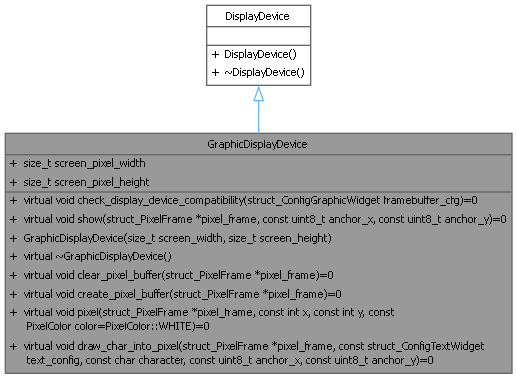 DisplayDevice
+ DisplayDevice()
+ ~DisplayDevice()
GraphicDisplayDevice
+ size_t screen_pixel_width
+ size_t screen_pixel_height
+ virtual void check_display_device_compatibility(struct_ConfigGraphicWidget framebuffer_cfg)=0
+ virtual void show(struct_PixelFrame *pixel_frame, const uint8_t anchor_x, const uint8_t anchor_y)=0
+ GraphicDisplayDevice(size_t screen_width, size_t screen_height)
+ virtual ~GraphicDisplayDevice()
+ virtual void clear_pixel_buffer(struct_PixelFrame *pixel_frame)=0
+ virtual void create_pixel_buffer(struct_PixelFrame *pixel_frame)=0
+ virtual void pixel(struct_PixelFrame *pixel_frame, const int x, const int y, const
PixelColor color=PixelColor::WHITE)=0
+ virtual void draw_char_into_pixel(struct_PixelFrame *pixel_frame, const struct_ConfigTextWidget
text_config, const char character, const uint8_t anchor_x, const uint8_t anchor_y)=0